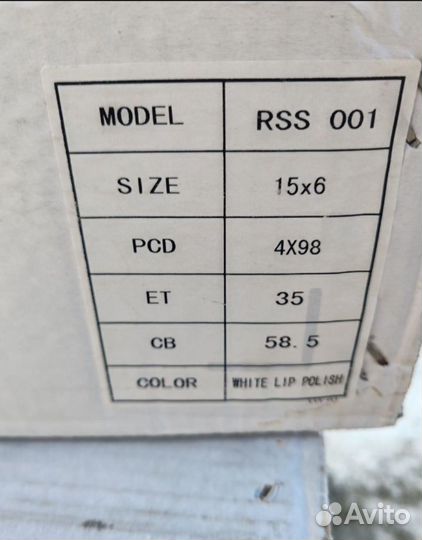 MODEL RSS 001
SIZE 15x6
PCD 4X98
ET 35
CB 58.5
COLOR WHITE LIP POLISH
Avito